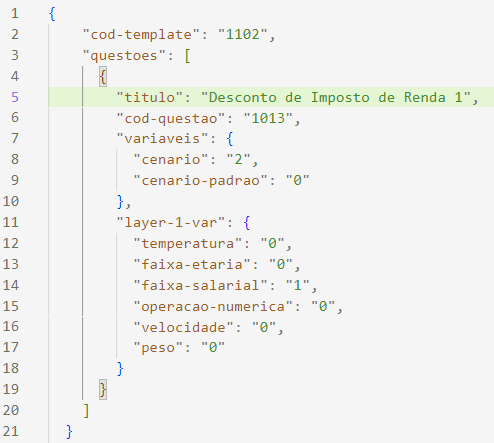 1 {
2 "cod-template": "1102",
3 "questoes": [
4 {
5 "titulo": "Desconto de Imposto de Renda 1",
6 "cod-questao": "1013",
7 "variaveis": {
8 "cenario": "2",
9 "cenario-padrao": "0"
10 },
11 "layer-1-var": {
12 "temperatura": "0",
13 "faixa-etaria": "0",
14 "faixa-salarial": "1",
15 "operacao-numerica": "0",
16 "velocidade": "0",
17 "peso": "0"
18 }
19 }
20 ]
21 }